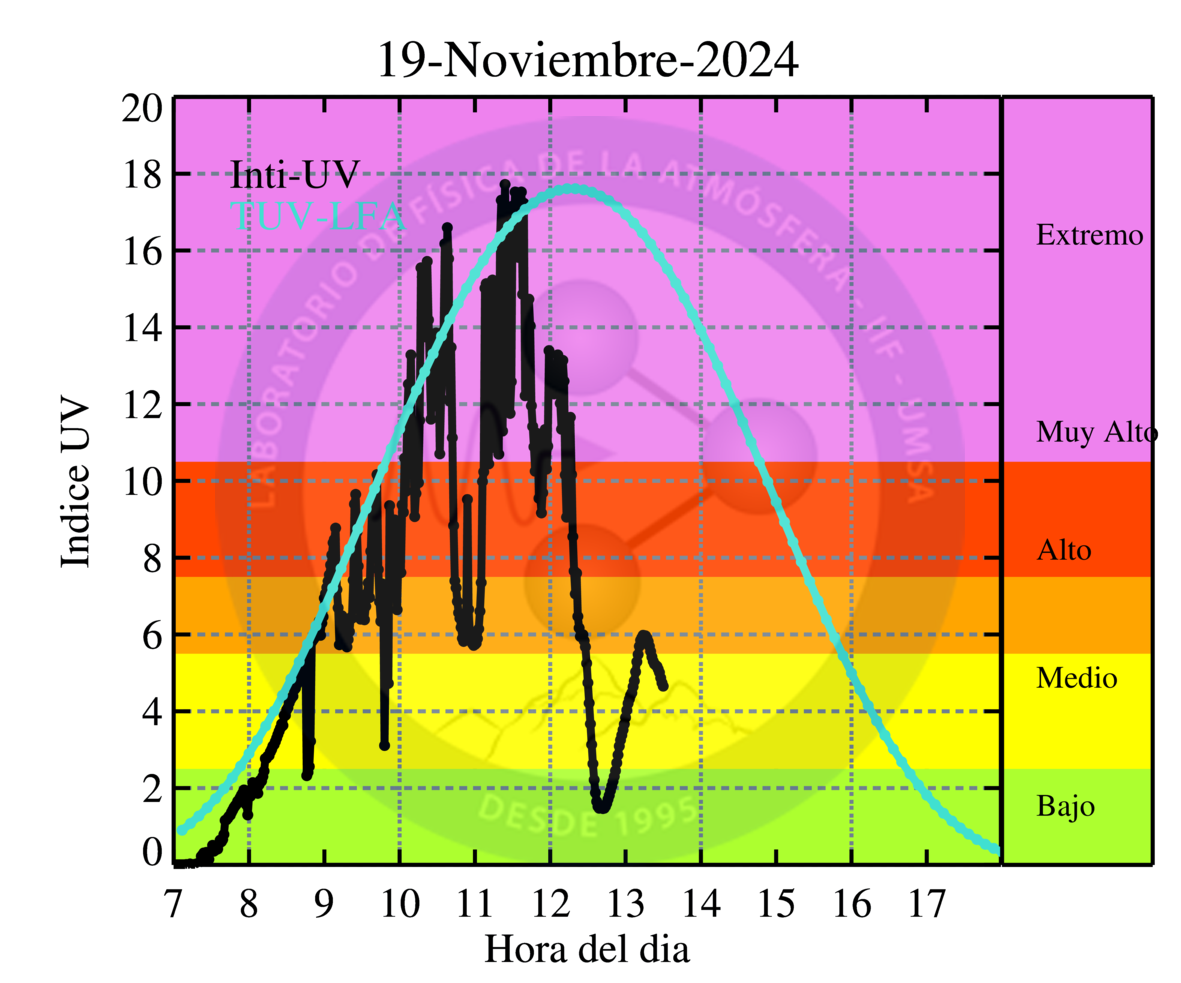 19-Noviembre-2024
20
18
16
14
12
10
8
6
4
2
0
Indice UV
Inti-UV
TUV-LFA
LABORATORIO DE FÍSICA DE LA ATMÓSFERA - IIF - UMSA
DESDE 1995
Extremo
Muy Alto
Alto
Medio
Bajo
7 8 9 10 11 12 13 14 15 16 17
Hora del dia